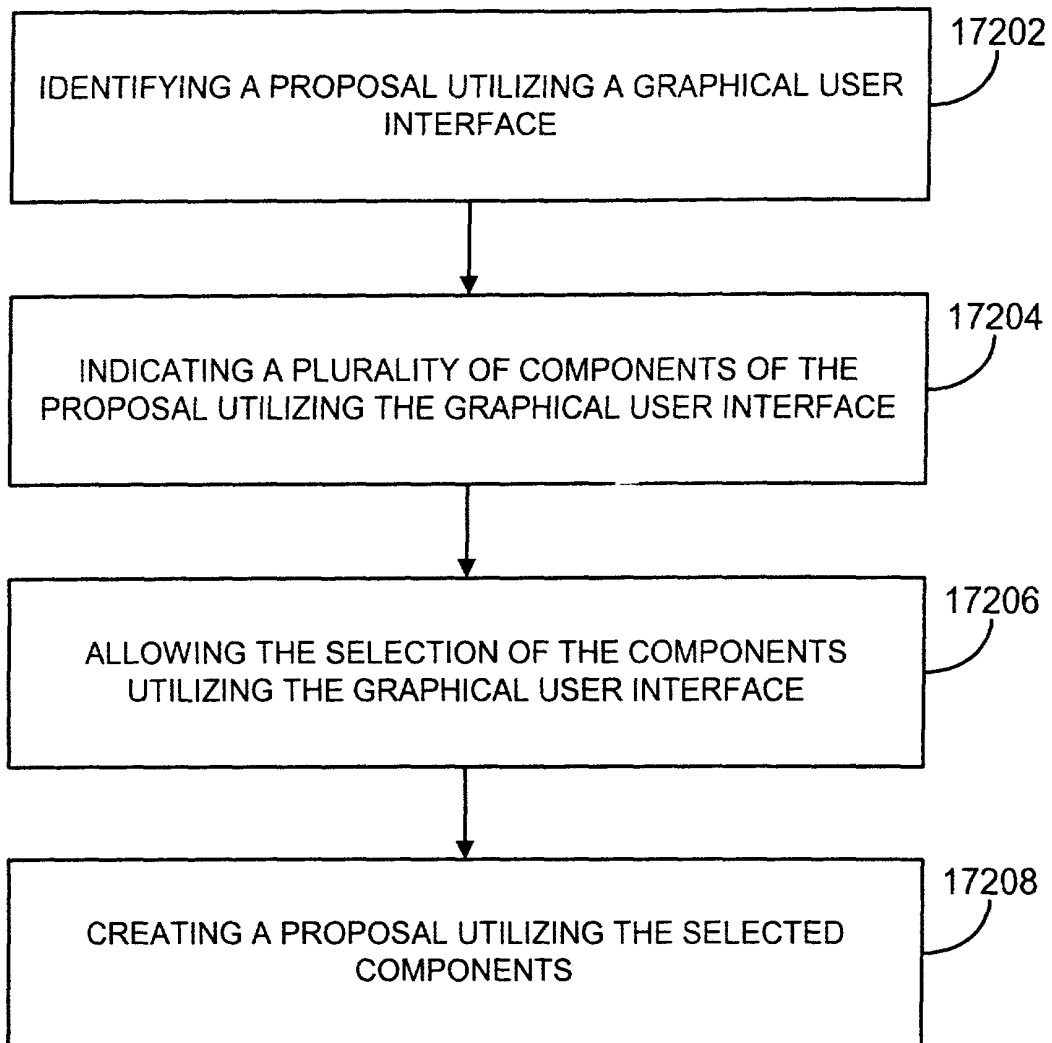 17202
IDENTIFYING A PROPOSAL UTILIZING A GRAPHICAL USER
INTERFACE
17204
INDICATING A PLURALITY OF COMPONENTS OF THE
PROPOSAL UTILIZING THE GRAPHICAL USER INTERFACE
17206
ALLOWING THE SELECTION OF THE COMPONENTS
UTILIZING THE GRAPHICAL USER INTERFACE
17208
CREATING A PROPOSAL UTILIZING THE SELECTED
COMPONENTS